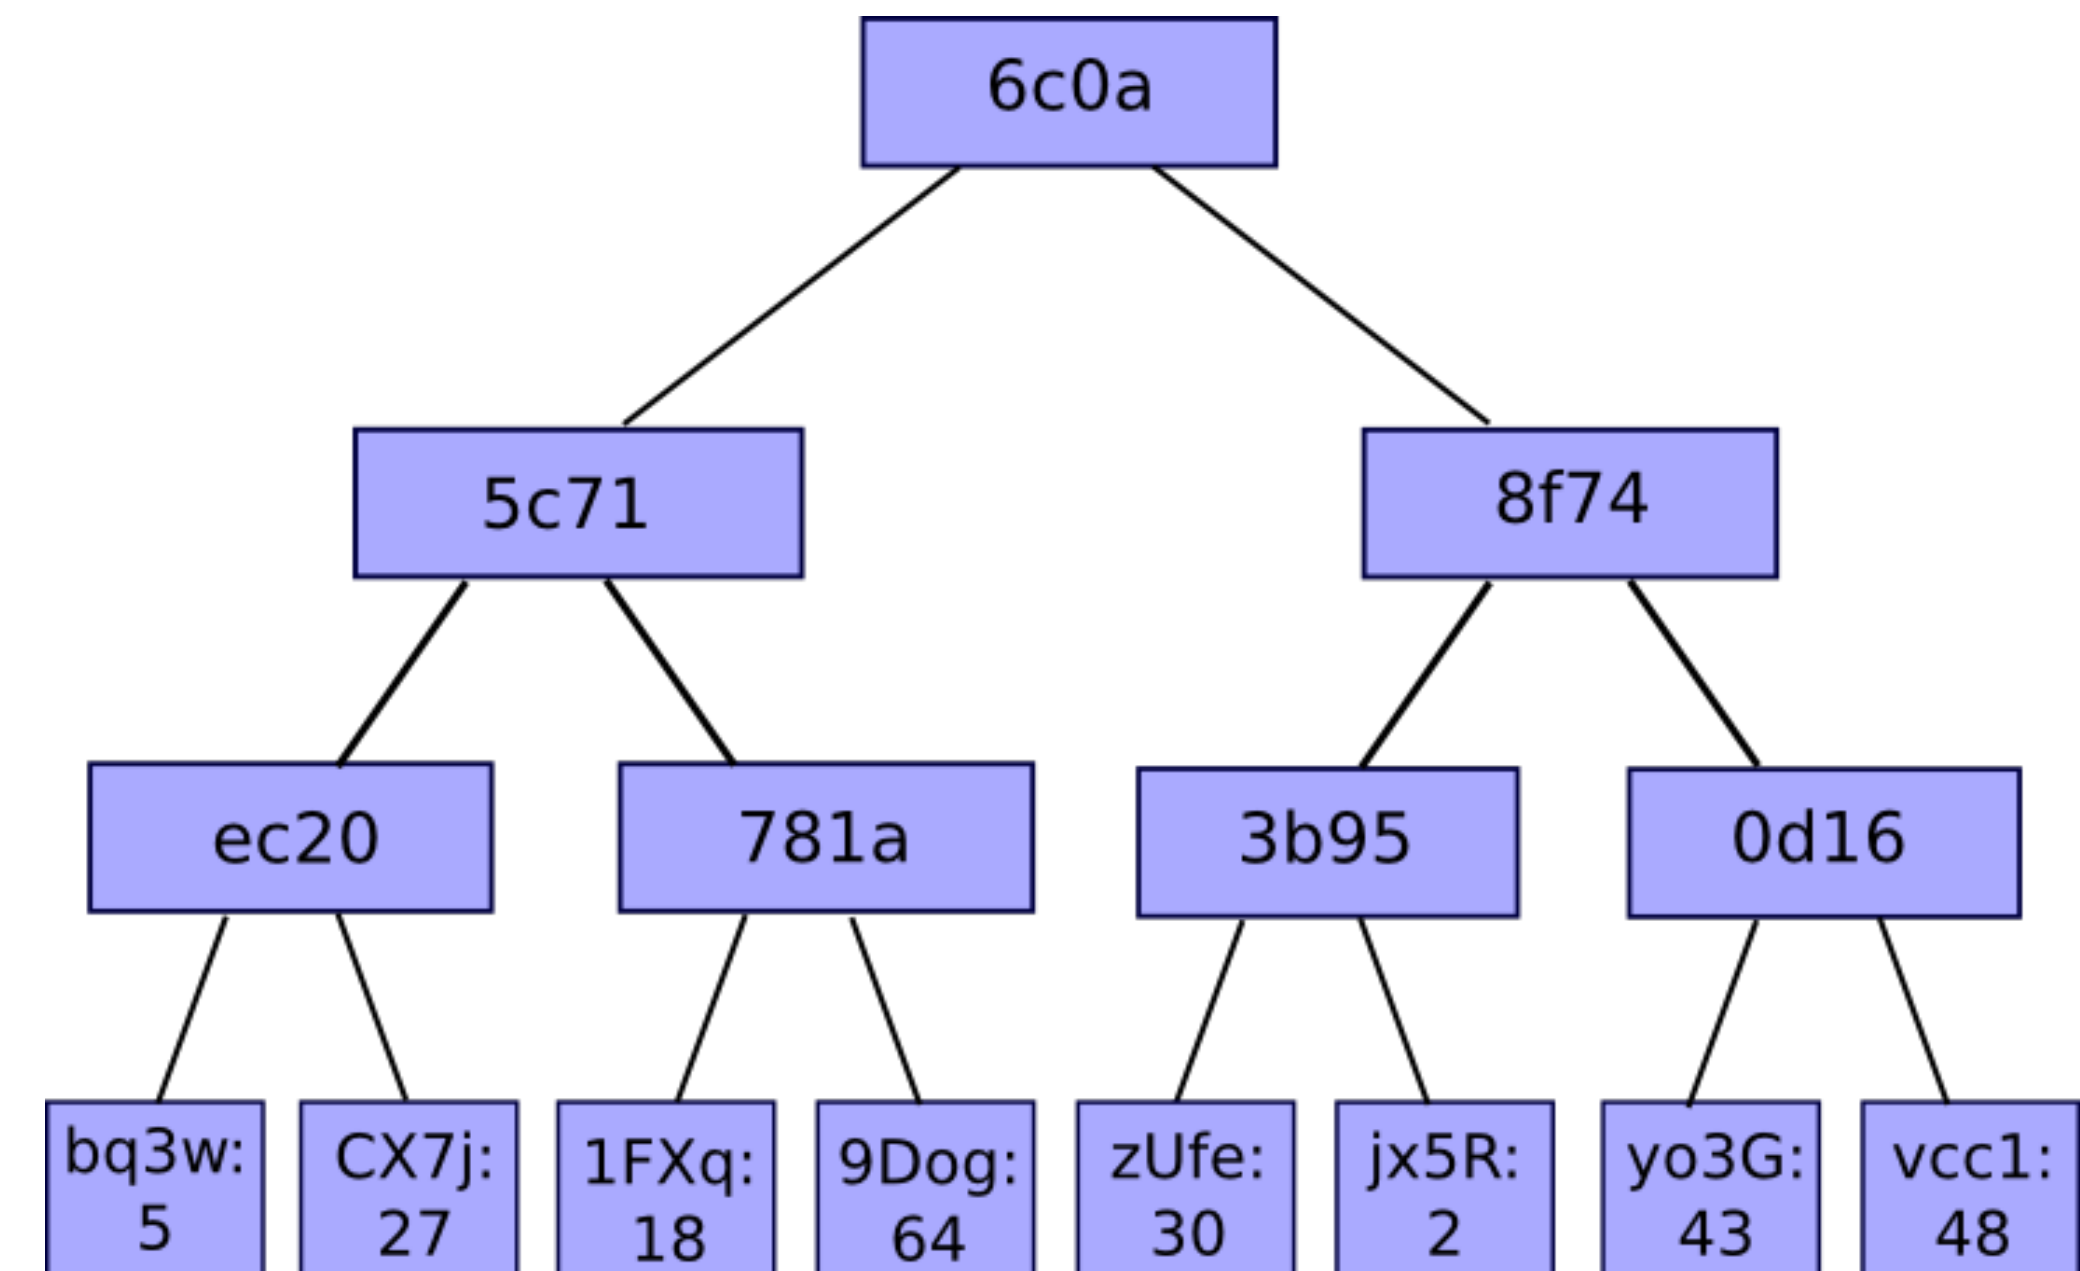 6c0a
5c71
8f74
ec20
781a
3b95
0d16
bq3w:
5
CX7j:
27
1FXq:
18
9Dog:
64
zUfe:
30
jx5R:
2
yo3G:
43
vcc1:
48